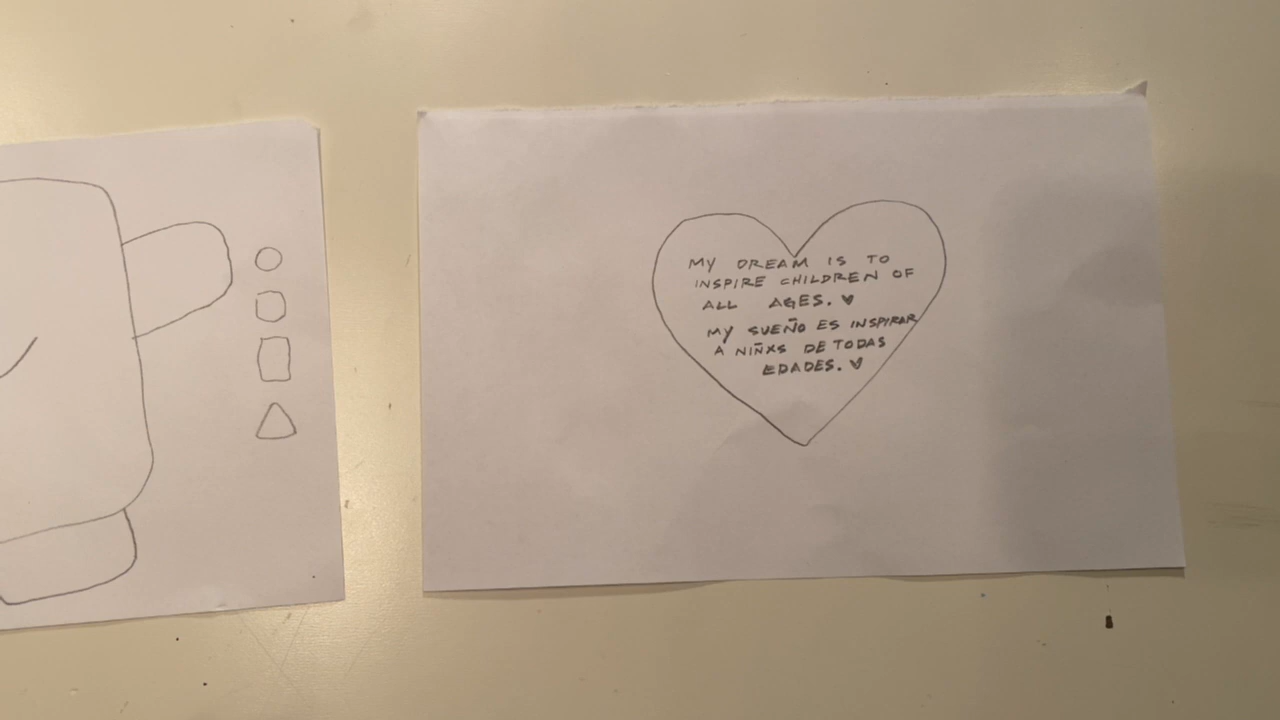 MY DREAM IS TO
INSPIRE CHILDREN OF
ALL AGES. ♥
MY SUEÑO ES INSPIRAR
A NIÑXS DE TODAS
EDADES. ♥